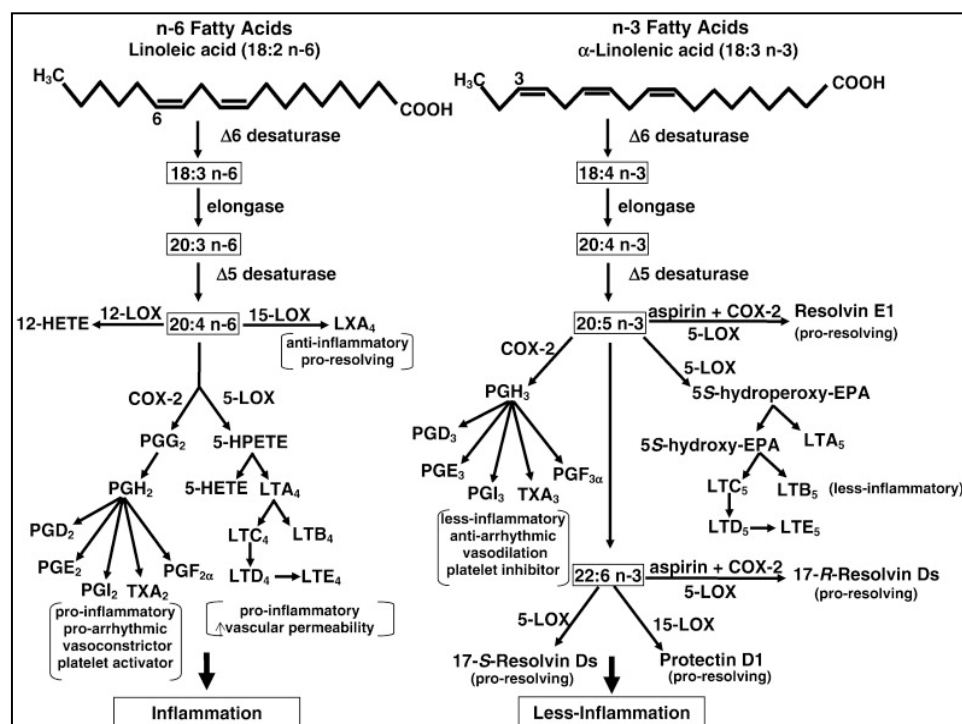 n-6 Fatty Acids
Linoleic acid (18:2 n-6)
H₃C
6
COOH
Δ6 desaturase
18:3 n-6
elongase
20:3 n-6
Δ5 desaturase
12-HETE
12-LOX
20:4 n-6
15-LOX
LXA₄
anti-inflammatory
pro-resolving
COX-2
5-LOX
PGG₂
5-HPETE
PGH₂
5-HETE
LTA₄
PGD₂
LTC₄
LTB₄
PGE₂
PGF₂α
LTD₄
LTE₄
PGI₂
TXA₂
pro-inflammatory
pro-arrhythmic
vasoconstrictor
platelet activator
pro-inflammatory
↑vascular permeability
Inflammation
n-3 Fatty Acids
α-Linolenic acid (18:3 n-3)
H₃C
3
COOH
Δ6 desaturase
18:4 n-3
elongase
20:4 n-3
Δ5 desaturase
20:5 n-3
aspirin + COX-2
5-LOX
Resolvin E1
(pro-resolving)
COX-2
5-LOX
PGH₃
5S-hydroperoxy-EPA
PGD₃
5S-hydroxy-EPA
LTA₅
PGE₃
PGF₃α
PGI₃
TXA₃
LTC₅
LTB₅ (less-inflammatory)
LTD₅
LTE₅
less-inflammatory
anti-arrhythmic
vasodilation
platelet inhibitor
22:6 n-3
aspirin + COX-2
5-LOX
17-R-Resolvin Ds
(pro-resolving)
5-LOX
15-LOX
17-S-Resolvin Ds
(pro-resolving)
Protectin D1
(pro-resolving)
Less-Inflammation